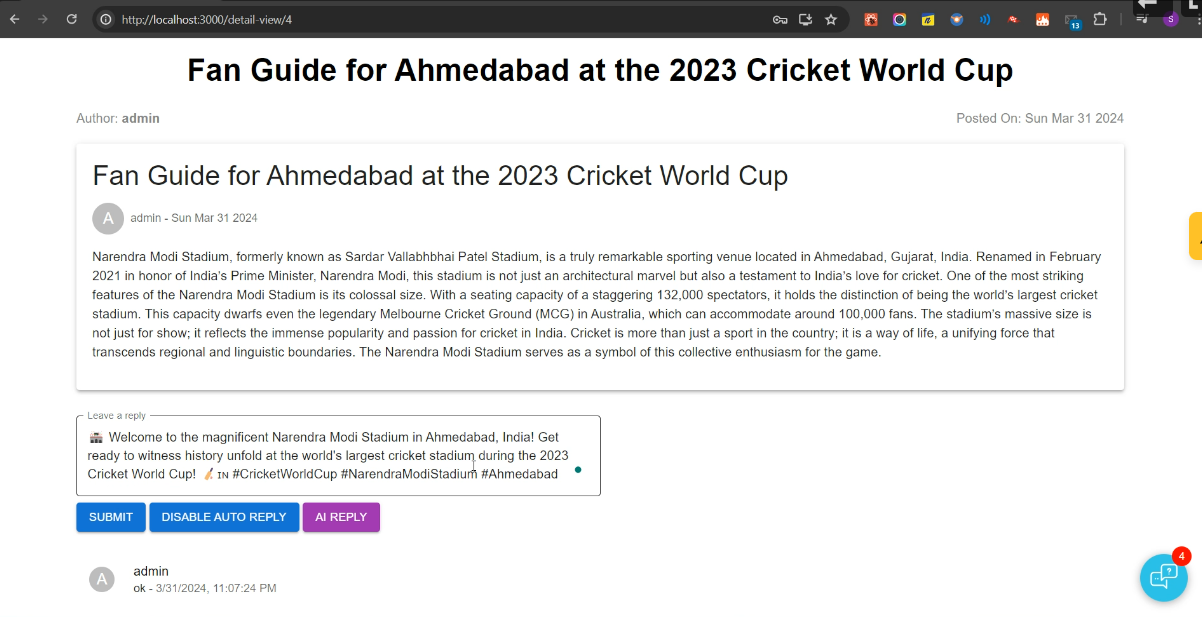 http://localhost:3000/detail-view/4
13
S
Fan Guide for Ahmedabad at the 2023 Cricket World Cup
Author: admin
Posted On: Sun Mar 31 2024
Fan Guide for Ahmedabad at the 2023 Cricket World Cup
A
admin - Sun Mar 31 2024
Narendra Modi Stadium, formerly known as Sardar Vallabhbhai Patel Stadium, is a truly remarkable sporting venue located in Ahmedabad, Gujarat, India. Renamed in February
2021 in honor of India's Prime Minister, Narendra Modi, this stadium is not just an architectural marvel but also a testament to India's love for cricket. One of the most striking
features of the Narendra Modi Stadium is its colossal size. With a seating capacity of a staggering 132,000 spectators, it holds the distinction of being the world's largest cricket
stadium. This capacity dwarfs even the legendary Melbourne Cricket Ground (MCG) in Australia, which can accommodate around 100,000 fans. The stadium's massive size is
not just for show; it reflects the immense popularity and passion for cricket in India. Cricket is more than just a sport in the country; it is a way of life, a unifying force that
transcends regional and linguistic boundaries. The Narendra Modi Stadium serves as a symbol of this collective enthusiasm for the game.
Leave a reply
🏟️ Welcome to the magnificent Narendra Modi Stadium in Ahmedabad, India! Get
ready to witness history unfold at the world's largest cricket stadium during the 2023
Cricket World Cup! 🏏 IN #CricketWorldCup #NarendraModiStadium #Ahmedabad
SUBMIT
DISABLE AUTO REPLY
AI REPLY
4
A
admin
ok - 3/31/2024, 11:07:24 PM